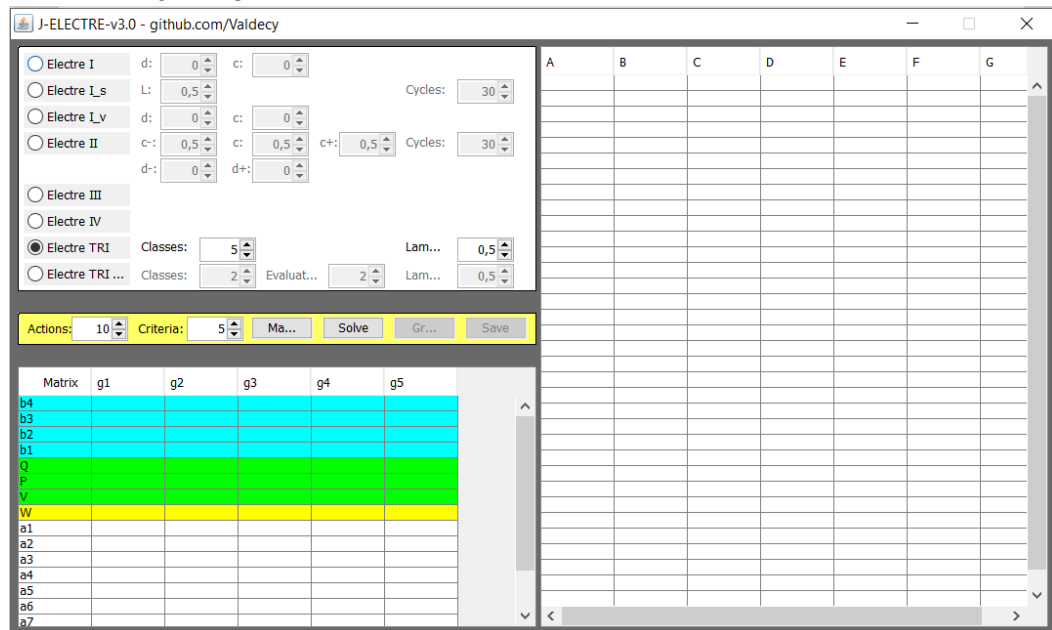 J-ELECTRE-v3.0 - github.com/Valdecy
Electre I d: 0 c: 0
Electre I_s L: 0,5 Cycles: 30
Electre I_v d: 0 c: 0
Electre II c-: 0,5 c: 0,5 c+: 0,5 Cycles: 30
d-: 0 d+: 0
Electre III
Electre IV
Electre TRI Classes: 5 Lam... 0,5
Electre TRI ... Classes: 2 Evaluat... 2 Lam... 0,5
Actions: 10 Criteria: 5 Ma... Solve Gr... Save
Matrix g1 g2 g3 g4 g5
b4
b3
b2
b1
Q
P
V
W
a1
a2
a3
a4
a5
a6
a7
A B C D E F G